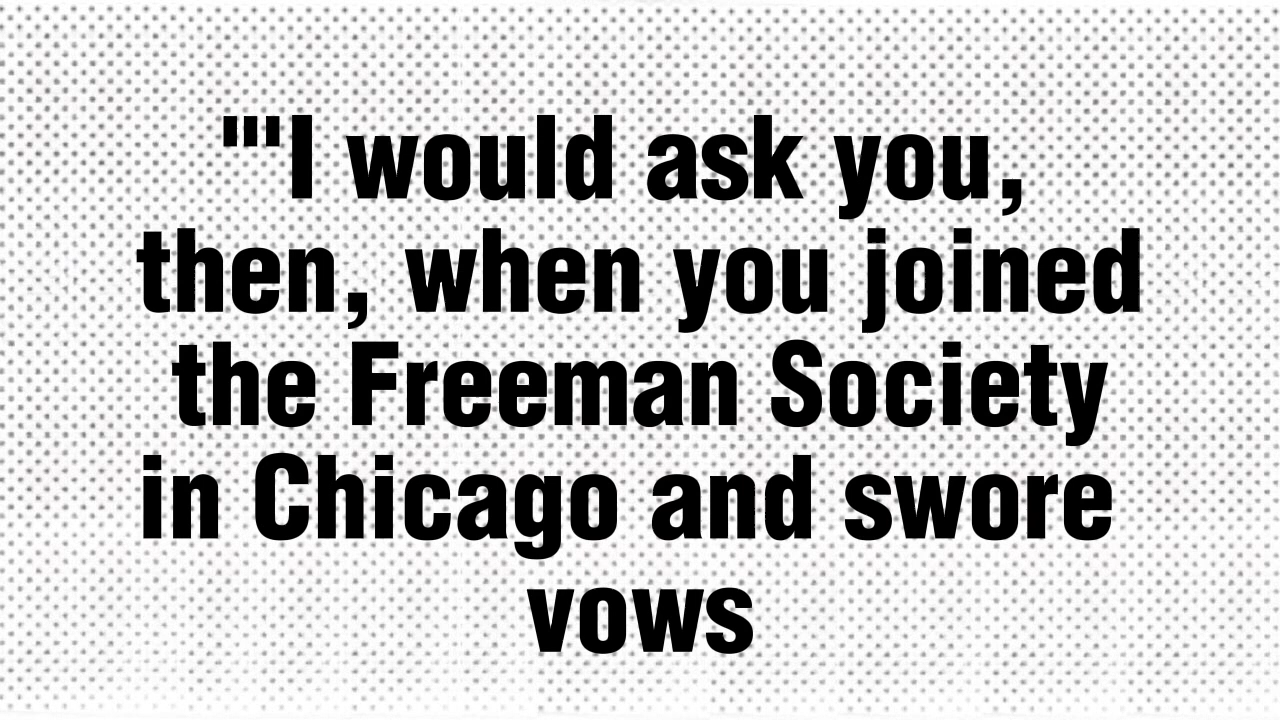 "'I would ask you,
then, when you joined
the Freeman Society
in Chicago and swore
vows